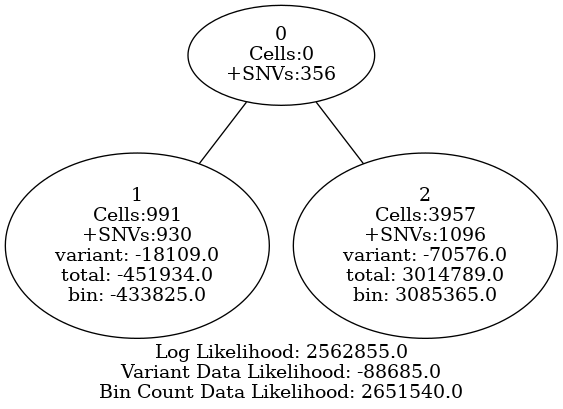 0
Cells:0
+SNVs:356
1
Cells:991
+SNVs:930
variant: -18109.0
total: -451934.0
bin: -433825.0
2
Cells:3957
+SNVs:1096
variant: -70576.0
total: 3014789.0
bin: 3085365.0
Log Likelihood: 2562855.0
Variant Data Likelihood: -88685.0
Bin Count Data Likelihood: 2651540.0